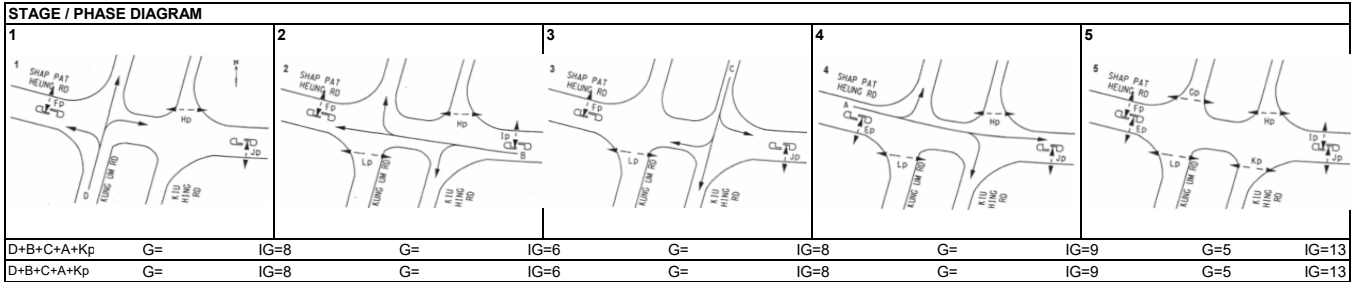 STAGE / PHASE DIAGRAM
1 2 3 4 5
1
SHAP PAT
HEUNG RD
Fp
N
Hp
Jp
KUNG UM RD
KIU
HING
RD
D
2
SHAP PAT
HEUNG RD
Fp
Hp
Ip
Jp
B
Lp
KUNG UM RD
KIU
HING
RD
3
SHAP PAT
HEUNG RD
Fp
C
Jp
Lp
KUNG UM RD
KIU
HING
RD
4
SHAP PAT
HEUNG RD
A
Ep
Hp
Jp
Lp
KUNG UM RD
KIU
HING
RD
5
SHAP PAT
HEUNG RD
Gp
Fp
Ep
Hp
Ip
Jp
Lp
Kp
KUNG UM RD
KIU
HING
RD
D+B+C+A+Kp G= IG=8 G= IG=6 G= IG=8 G= IG=9 G=5 IG=13
D+B+C+A+Kp G= IG=8 G= IG=6 G= IG=8 G= IG=9 G=5 IG=13